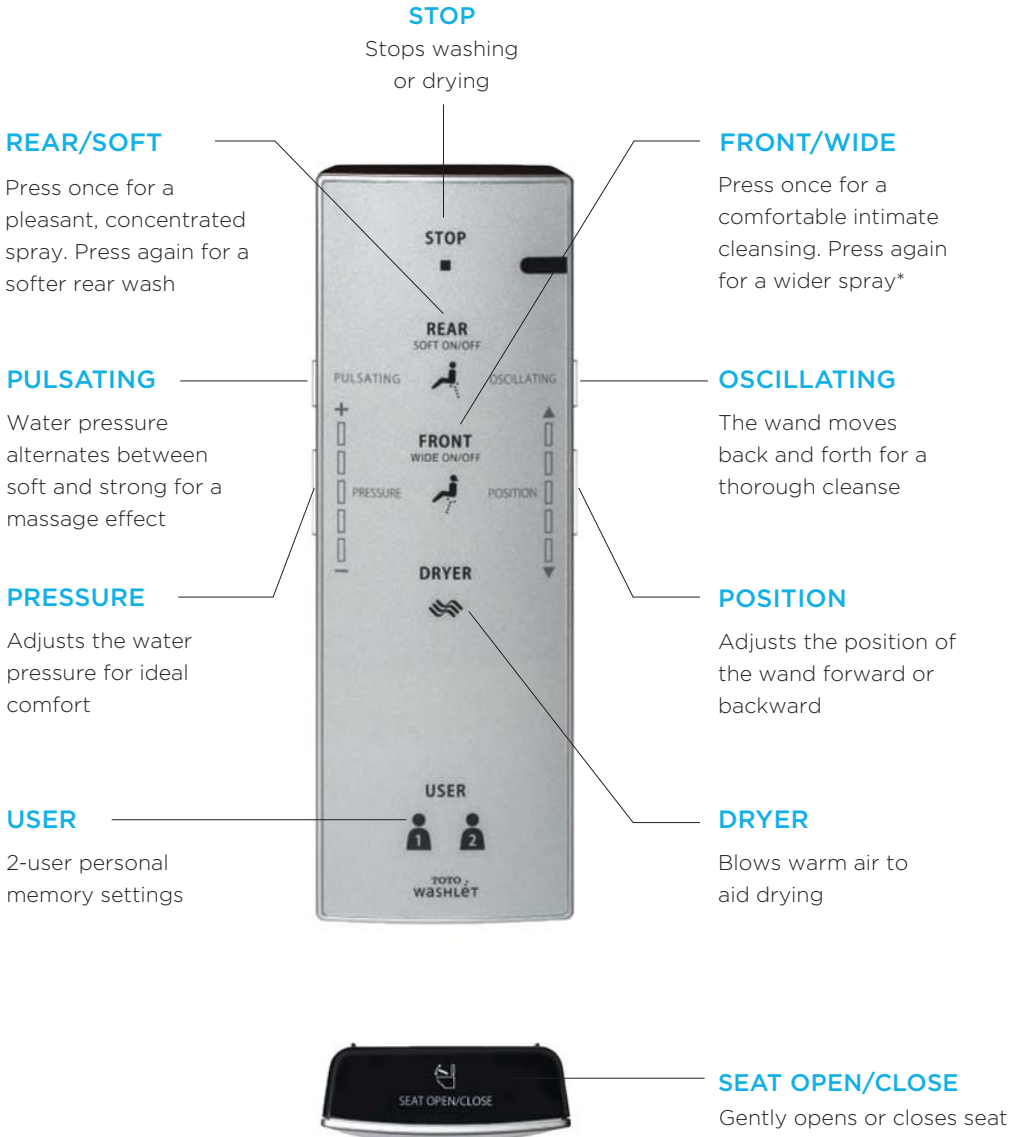 STOP
Stops washing
or drying
REAR/SOFT
Press once for a
pleasant, concentrated
spray. Press again for a
softer rear wash
FRONT/WIDE
Press once for a
comfortable intimate
cleansing. Press again
for a wider spray*
PULSATING
Water pressure
alternates between
soft and strong for a
massage effect
OSCILLATING
The wand moves
back and forth for a
thorough cleanse
PRESSURE
Adjusts the water
pressure for ideal
comfort
POSITION
Adjusts the position of
the wand forward or
backward
USER
2-user personal
memory settings
DRYER
Blows warm air to
aid drying
STOP
REAR
SOFT ON/OFF
PULSATING
OSCILLATING
+
FRONT
WIDE ON/OFF
PRESSURE
POSITION
−
DRYER
USER
1 2
TOTO
WASHLET
SEAT OPEN/CLOSE
SEAT OPEN/CLOSE
Gently opens or closes seat